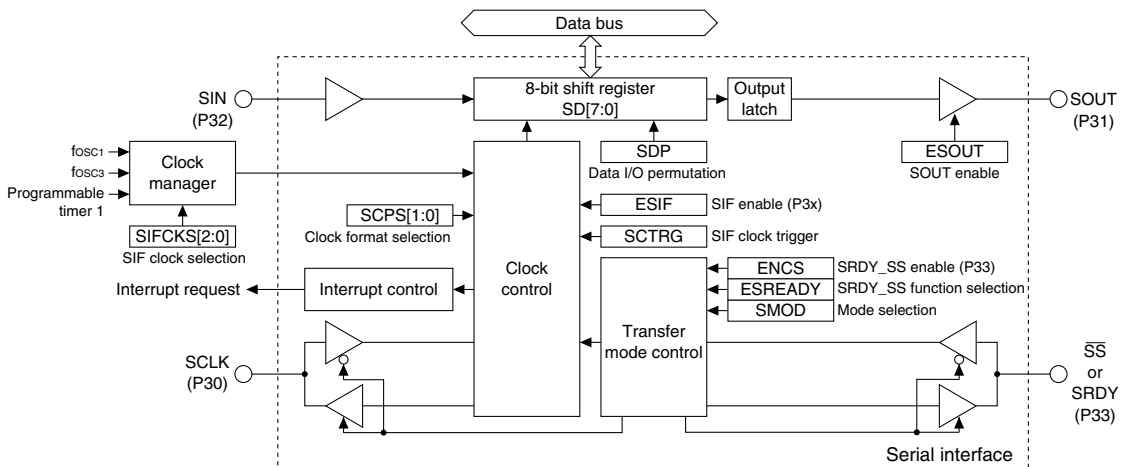 Data bus
SIN
(P32)
8-bit shift register
SD[7:0]
Output
latch
SOUT
(P31)
fOSC1
fOSC3
Programmable
timer 1
Clock
manager
SDP
Data I/O permutation
ESOUT
SOUT enable
SIFCKS[2:0]
SIF clock selection
SCPS[1:0]
Clock format selection
ESIF
SIF enable (P3x)
SCTRG
SIF clock trigger
Clock
control
Interrupt request
Interrupt control
ENCS
SRDY_SS enable (P33)
ESREADY
SRDY_SS function selection
SMOD
Mode selection
Transfer
mode control
SCLK
(P30)
SS
or
SRDY
(P33)
Serial interface